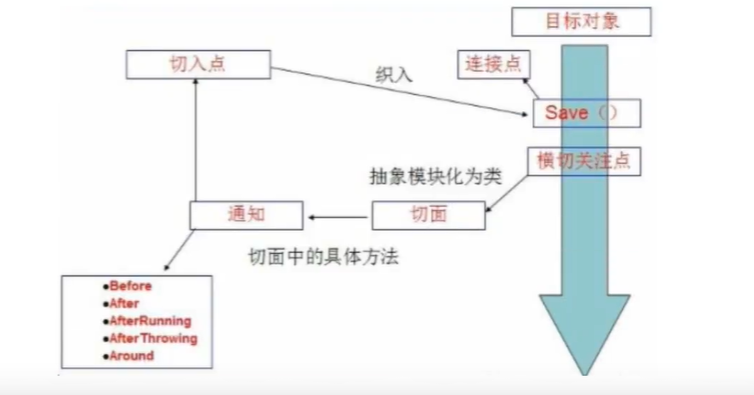 目标对象
切入点
织入
连接点
Save（）
横切关注点
抽象模块化为类
通知
切面
切面中的具体方法
●Before
●After
●AfterRunning
●AfterThrowing
●Around